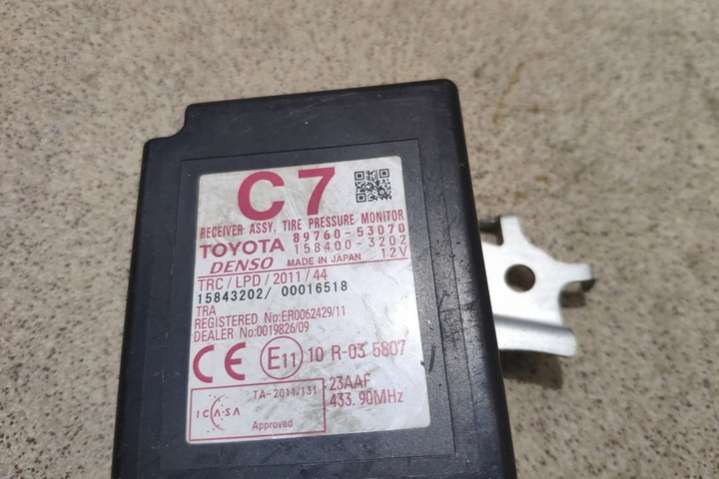 C7
RECEIVER ASSY, TIRE PRESSURE MONITOR
TOYOTA 89760-53070
DENSO 158400-3202
MADE IN JAPAN 12V
TRC/LPD/2011/44
15843202/ 00016518
TRA
REGISTERED No:ER0062429/11
DEALER No:0019826/09
CE E11 10 R-03 5807
ICASA TA-2011/131
Approved
23AAF
433.90MHz